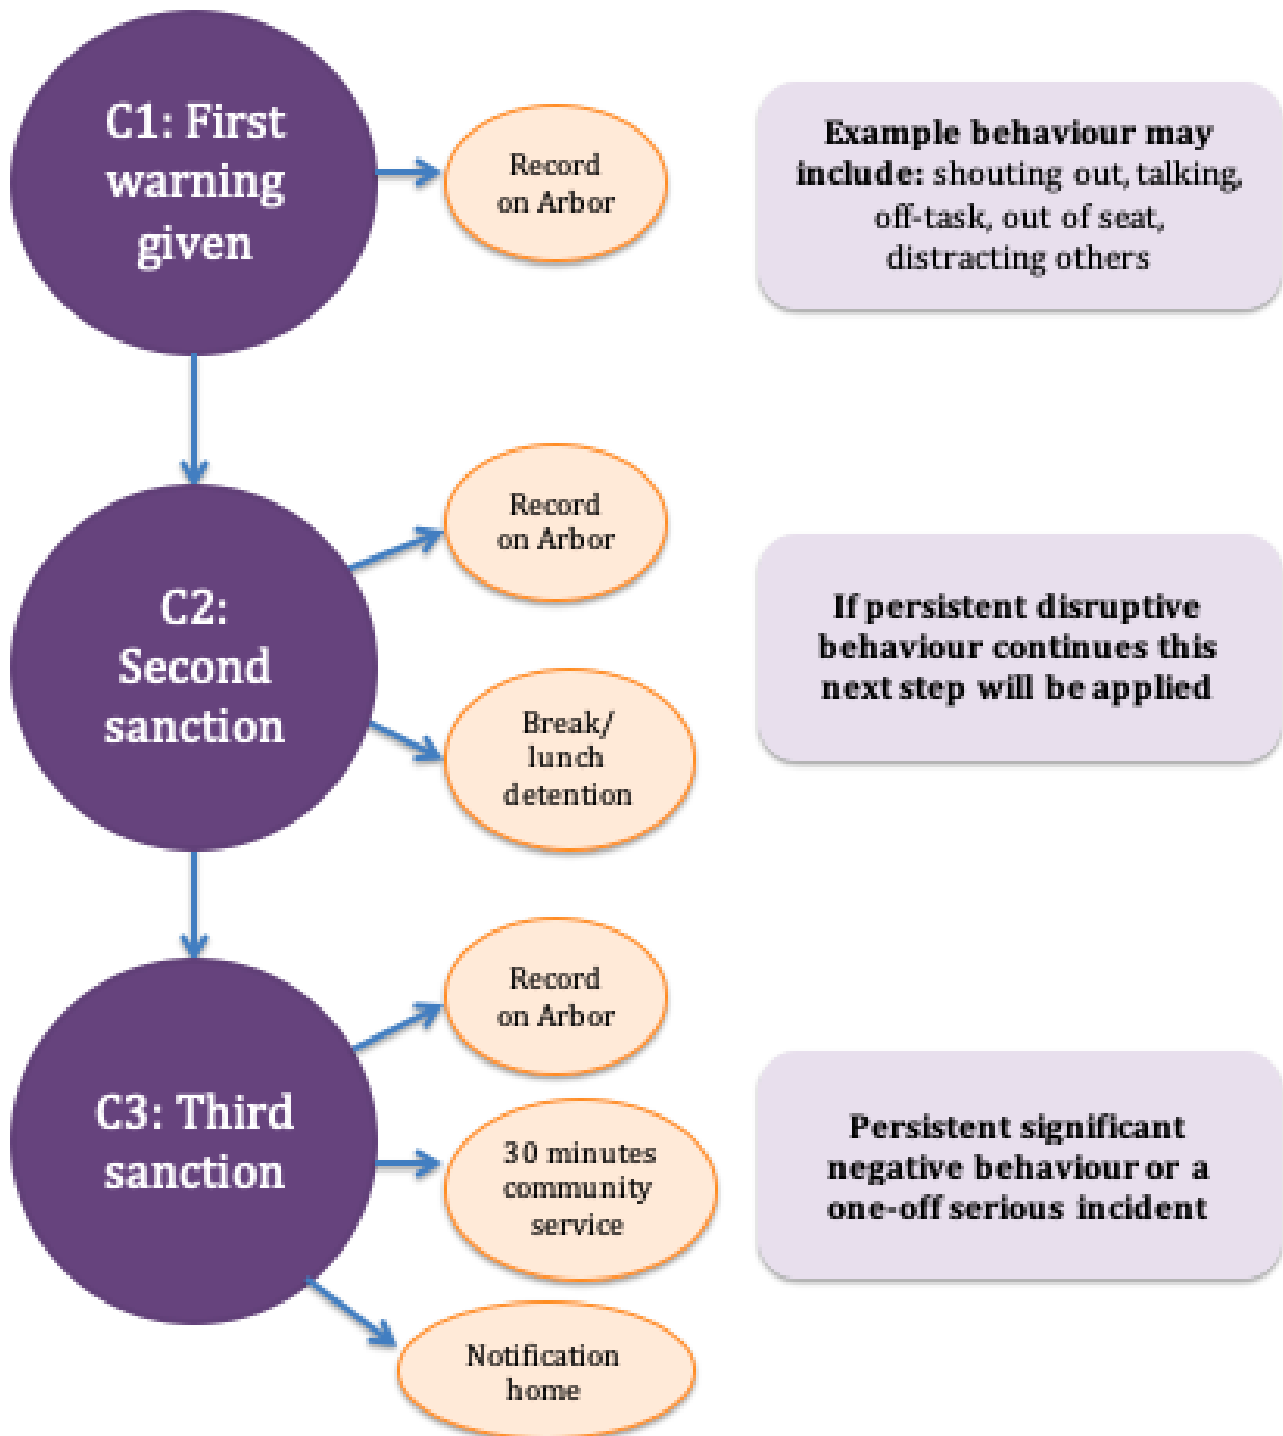 C1: First
warning
given
Record
on Arbor
Example behaviour may
include: shouting out, talking,
off-task, out of seat,
distracting others
C2:
Second
sanction
Record
on Arbor
Break/
lunch
detention
If persistent disruptive
behaviour continues this
next step will be applied
C3: Third
sanction
Record
on Arbor
30 minutes
community
service
Notification
home
Persistent significant
negative behaviour or a
one-off serious incident